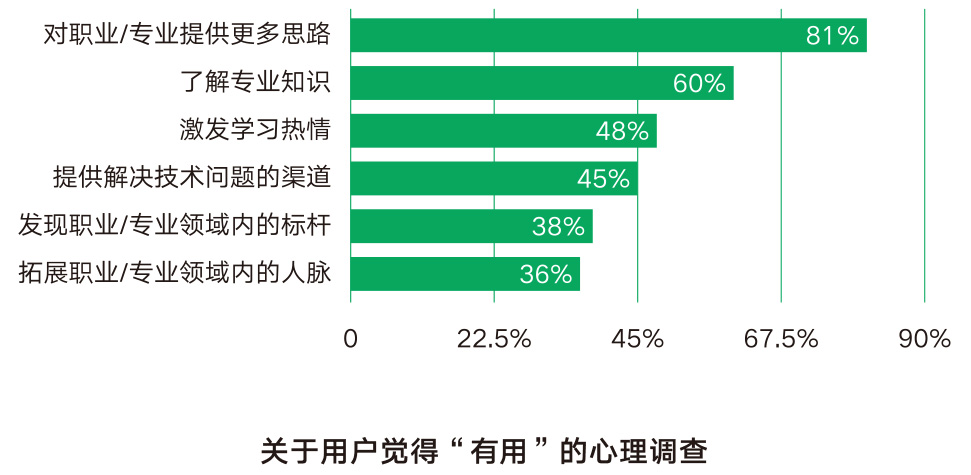 对职业/专业提供更多思路 81%
了解专业知识 60%
激发学习热情 48%
提供解决技术问题的渠道 45%
发现职业/专业领域内的标杆 38%
拓展职业/专业领域内的人脉 36%
0 22.5% 45% 67.5% 90%
关于用户觉得“有用”的心理调查